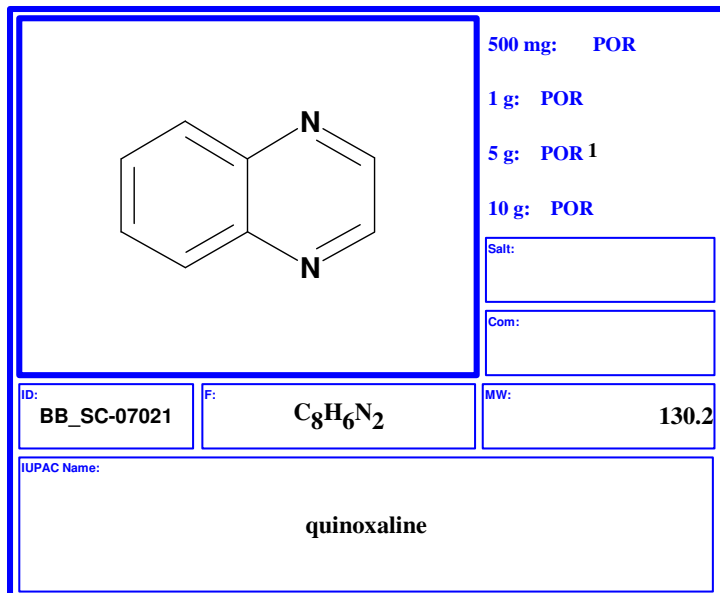 N
N
500 mg: POR
1 g: POR
5 g: POR 1
10 g: POR
Salt:
Com:
ID:
BB_SC-07021
F:
C8H6N2
MW:
130.2
IUPAC Name:
quinoxaline